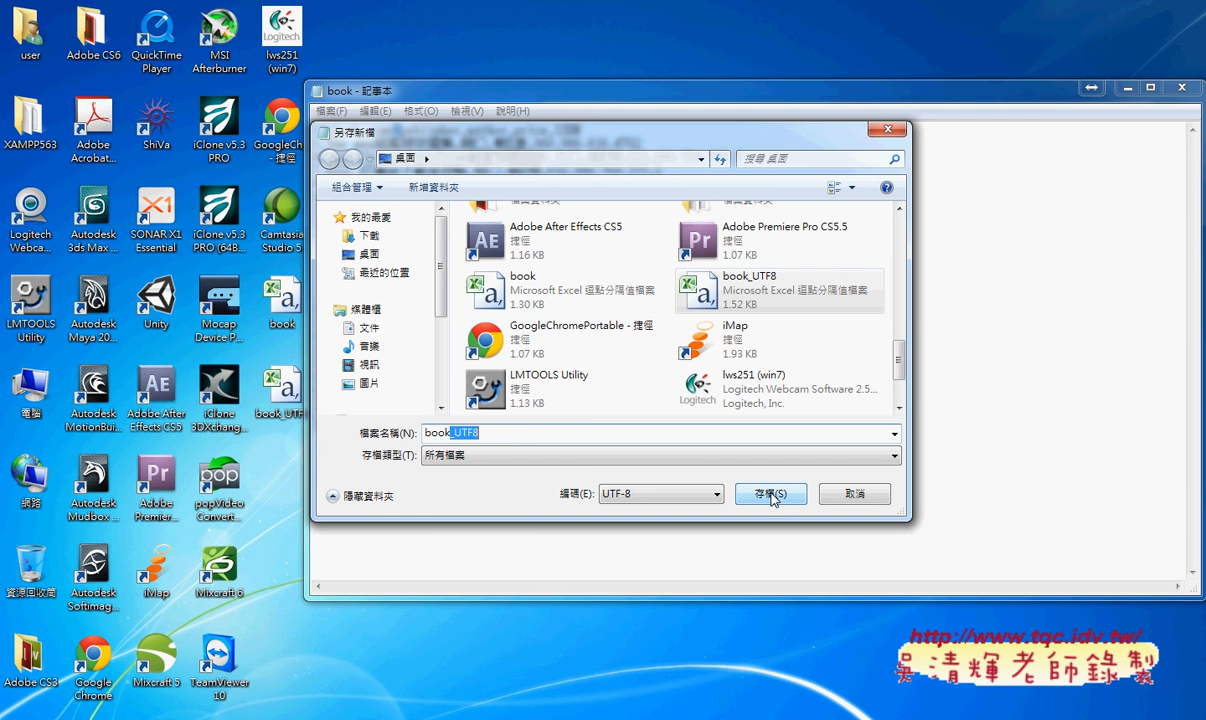 user
Adobe CS6
QuickTime
Player
MSI
Afterburner
Logitech
lws251
(win7)
XAMPP563
Adobe
Acrobat...
ShiVa
iClone v5.3
PRO
GoogleCh...
- 捷徑
Logitech
Webca...
Autodesk
3ds Max ...
SONAR X1
Essential
iClone v5.3
PRO (64B...
Camtasia
Studio 5
LMTOOLS
Utility
Autodesk
Maya 20...
Unity
Mocap
Device P...
book
電腦
Autodesk
MotionBui...
Adobe After
Effects CS5
iClone
3DXchang...
book_UTF8
網路
Autodesk
Mudbox ...
Adobe
Premier...
popVideo
Convert...
資源回收筒
Autodesk
Softimag...
iMap
Mixcraft 6
Adobe CS3
Google
Chrome
Mixcraft 5
TeamViewer
10
book - 記事本
檔案(F) 編輯(E) 格式(O) 檢視(V) 說明(H)
另存新檔
桌面
搜尋 桌面
組合管理
新增資料夾
我的最愛
下載
桌面
最近的位置
媒體櫃
文件
音樂
視訊
圖片
Adobe After Effects CS5
捷徑
1.16 KB
Adobe Premiere Pro CS5.5
捷徑
1.07 KB
book
Microsoft Excel 逗點分隔值檔案
1.30 KB
book_UTF8
Microsoft Excel 逗點分隔值檔案
1.52 KB
GoogleChromePortable - 捷徑
捷徑
1.07 KB
iMap
捷徑
1.93 KB
LMTOOLS Utility
捷徑
1.13 KB
lws251 (win7)
Logitech Webcam Software 2.5...
Logitech, Inc.
檔案名稱(N): book_UTF8
存檔類型(T): 所有檔案
隱藏資料夾
編碼(E): UTF-8
存檔(S)
取消
http://www.tqc.idv.tw/
吳清輝老師錄製